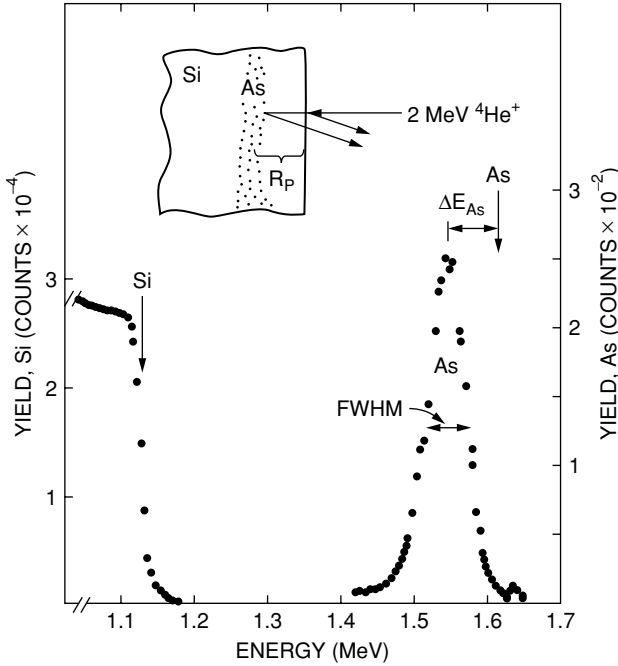 Si
As
2 MeV ⁴He⁺
R_P
As
ΔE_As
Si
As
FWHM
YIELD, Si (COUNTS × 10⁻⁴)
3
2
1
YIELD, As (COUNTS × 10⁻²)
3
2
1
1.1 1.2 1.3 1.4 1.5 1.6 1.7
ENERGY (MeV)